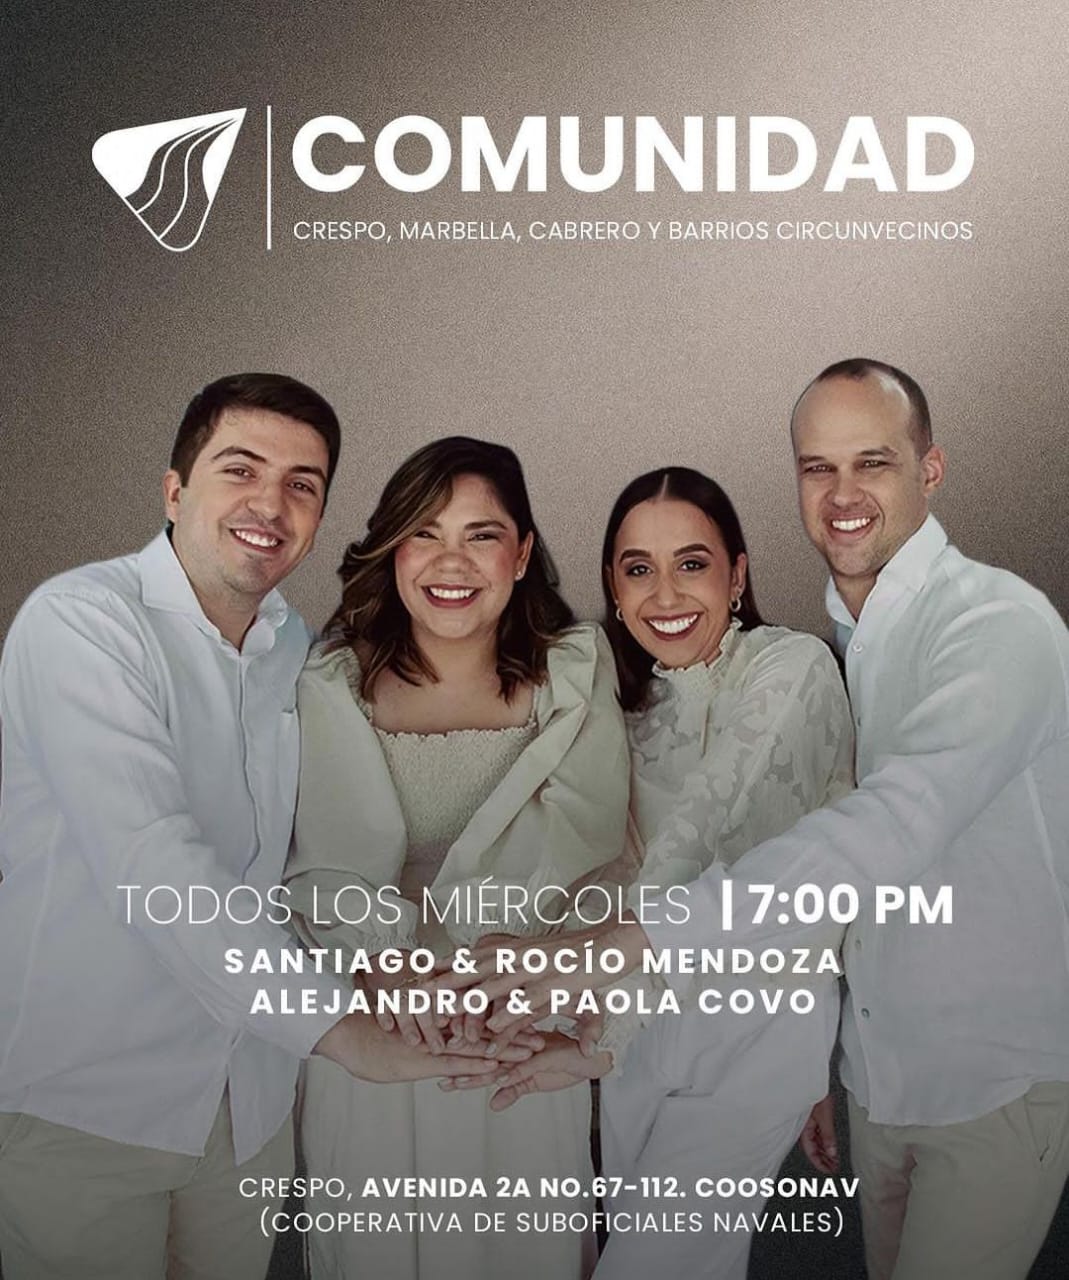 COMUNIDAD
CRESPO, MARBELLA, CABRERO Y BARRIOS CIRCUNVECINOS
TODOS LOS MIÉRCOLES | 7:00 PM
SANTIAGO & ROCÍO MENDOZA
ALEJANDRO & PAOLA COVO
CRESPO, AVENIDA 2A NO.67-112. COOSONAV
(COOPERATIVA DE SUBOFICIALES NAVALES)